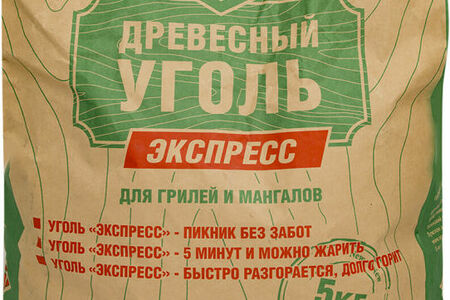 ДРЕВЕСНЫЙ
УГОЛЬ
ЭКСПРЕСС
ДЛЯ ГРИЛЕЙ И МАНГАЛОВ
УГОЛЬ «ЭКСПРЕСС» - ПИКНИК БЕЗ ЗАБОТ
УГОЛЬ «ЭКСПРЕСС» - 5 МИНУТ И МОЖНО ЖАРИТЬ
УГОЛЬ «ЭКСПРЕСС» - БЫСТРО РАЗГОРАЕТСЯ, ДОЛГО ГОРИТ
5КГ